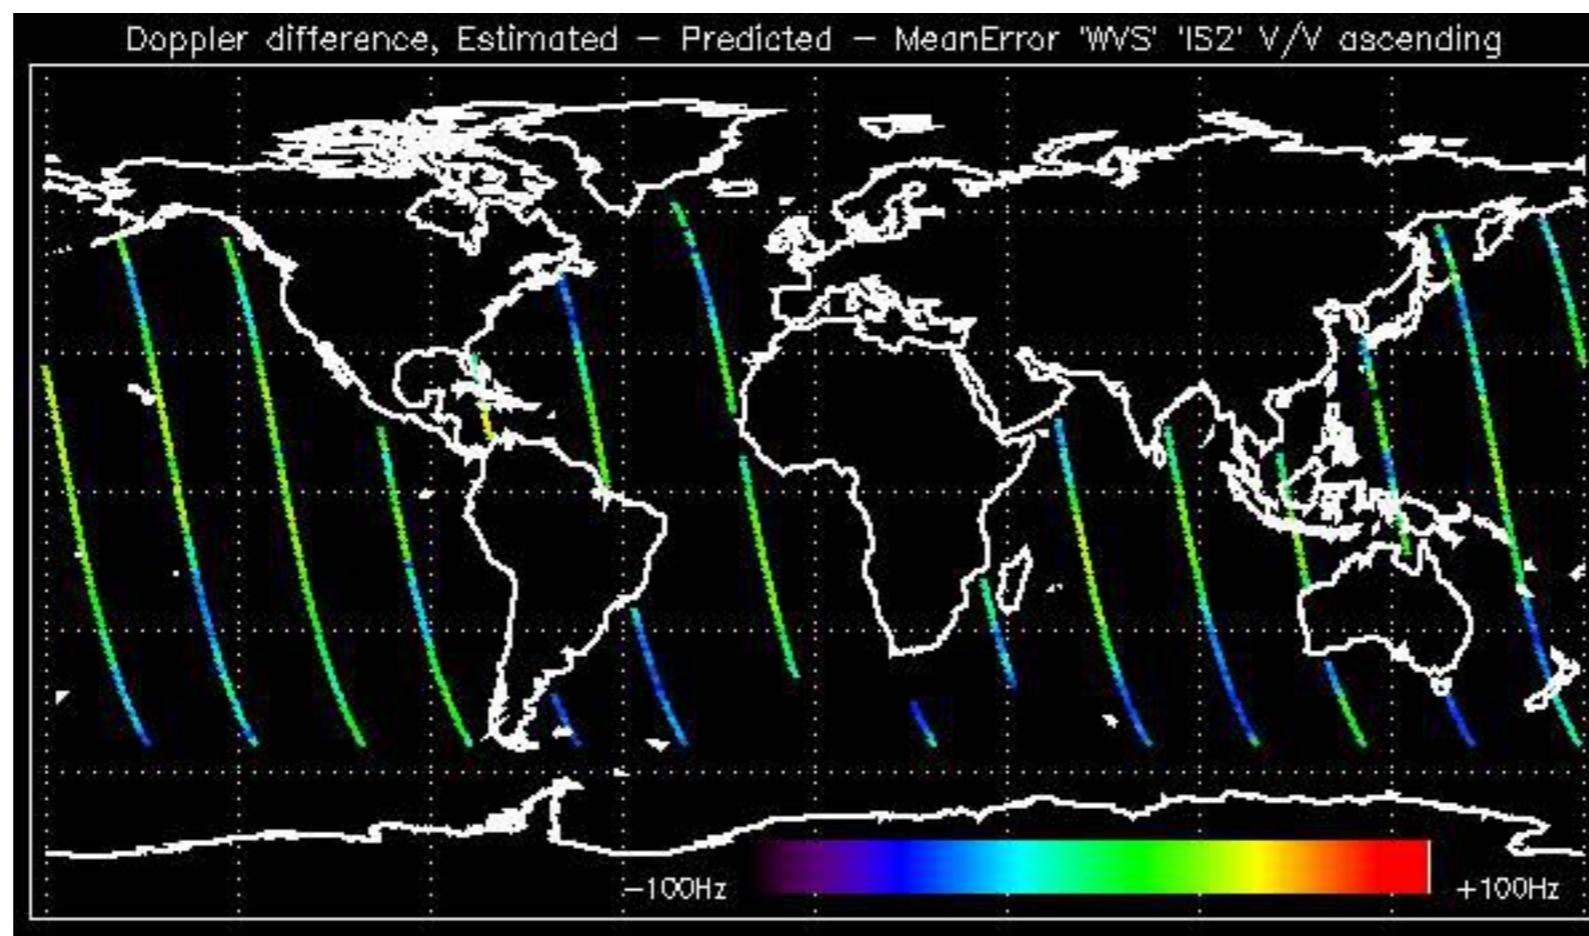 Doppler difference, Estimated – Predicted – MeanError 'WVS' 'IS2' V/V ascending
−100Hz
+100Hz